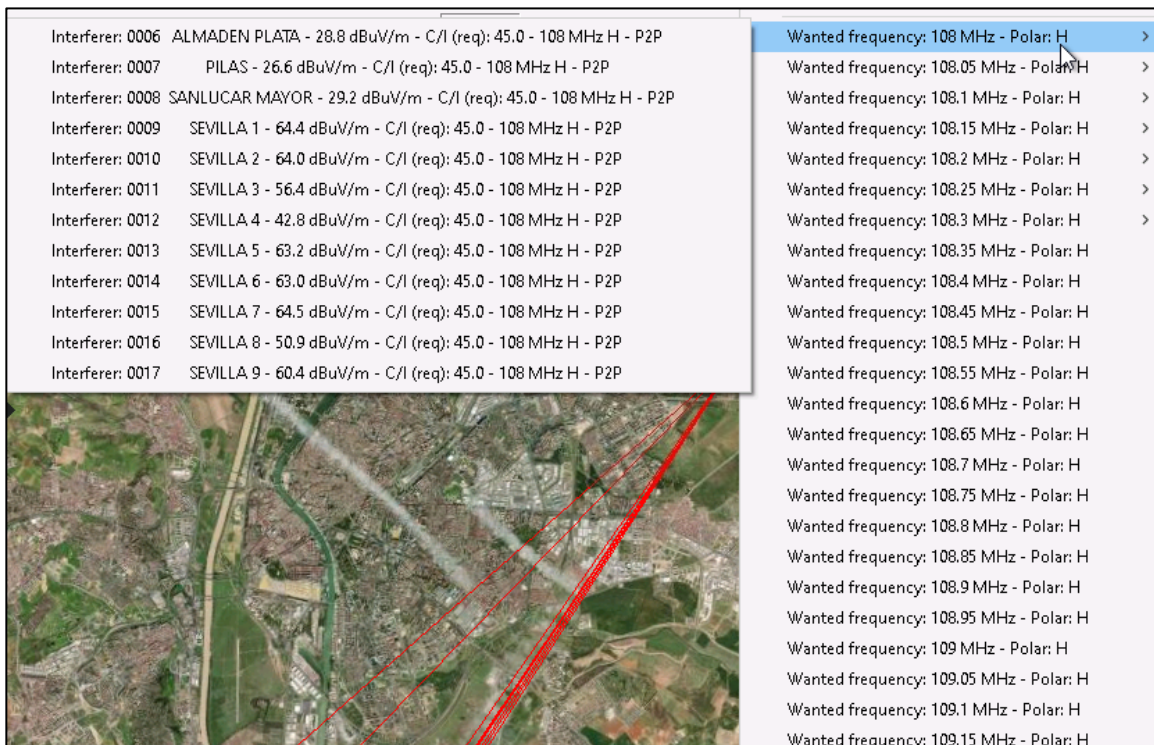 Interferer: 0006 ALMADEN PLATA - 28.8 dBuV/m - C/I (req): 45.0 - 108 MHz H - P2P
Interferer: 0007 PILAS - 26.6 dBuV/m - C/I (req): 45.0 - 108 MHz H - P2P
Interferer: 0008 SANLUCAR MAYOR - 29.2 dBuV/m - C/I (req): 45.0 - 108 MHz H - P2P
Interferer: 0009 SEVILLA 1 - 64.4 dBuV/m - C/I (req): 45.0 - 108 MHz H - P2P
Interferer: 0010 SEVILLA 2 - 64.0 dBuV/m - C/I (req): 45.0 - 108 MHz H - P2P
Interferer: 0011 SEVILLA 3 - 56.4 dBuV/m - C/I (req): 45.0 - 108 MHz H - P2P
Interferer: 0012 SEVILLA 4 - 42.8 dBuV/m - C/I (req): 45.0 - 108 MHz H - P2P
Interferer: 0013 SEVILLA 5 - 63.2 dBuV/m - C/I (req): 45.0 - 108 MHz H - P2P
Interferer: 0014 SEVILLA 6 - 63.0 dBuV/m - C/I (req): 45.0 - 108 MHz H - P2P
Interferer: 0015 SEVILLA 7 - 64.5 dBuV/m - C/I (req): 45.0 - 108 MHz H - P2P
Interferer: 0016 SEVILLA 8 - 50.9 dBuV/m - C/I (req): 45.0 - 108 MHz H - P2P
Interferer: 0017 SEVILLA 9 - 60.4 dBuV/m - C/I (req): 45.0 - 108 MHz H - P2P
Wanted frequency: 108 MHz - Polar: H
Wanted frequency: 108.05 MHz - Polar: H
Wanted frequency: 108.1 MHz - Polar: H
Wanted frequency: 108.15 MHz - Polar: H
Wanted frequency: 108.2 MHz - Polar: H
Wanted frequency: 108.25 MHz - Polar: H
Wanted frequency: 108.3 MHz - Polar: H
Wanted frequency: 108.35 MHz - Polar: H
Wanted frequency: 108.4 MHz - Polar: H
Wanted frequency: 108.45 MHz - Polar: H
Wanted frequency: 108.5 MHz - Polar: H
Wanted frequency: 108.55 MHz - Polar: H
Wanted frequency: 108.6 MHz - Polar: H
Wanted frequency: 108.65 MHz - Polar: H
Wanted frequency: 108.7 MHz - Polar: H
Wanted frequency: 108.75 MHz - Polar: H
Wanted frequency: 108.8 MHz - Polar: H
Wanted frequency: 108.85 MHz - Polar: H
Wanted frequency: 108.9 MHz - Polar: H
Wanted frequency: 108.95 MHz - Polar: H
Wanted frequency: 109 MHz - Polar: H
Wanted frequency: 109.05 MHz - Polar: H
Wanted frequency: 109.1 MHz - Polar: H
Wanted frequency: 109.15 MHz - Polar: H